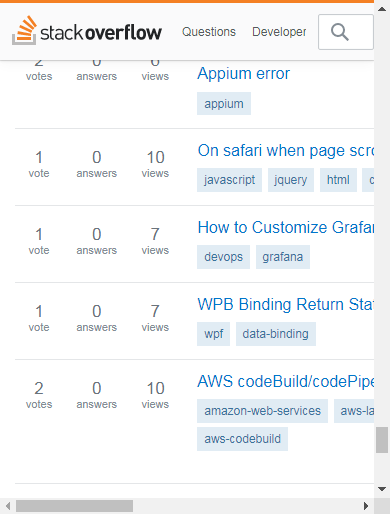 stackoverflow Questions Developer
2 0 6
votes answers views
Appium error
appium
1 0 10 On safari when page scro
vote answers views
javascript jquery html
1 0 7 How to Customize Grafan
vote answers views
devops grafana
1 0 7 WPB Binding Return Stat
vote answers views
wpf data-binding
2 0 10 AWS codeBuild/codePipe
votes answers views
amazon-web-services aws-la
aws-codebuild